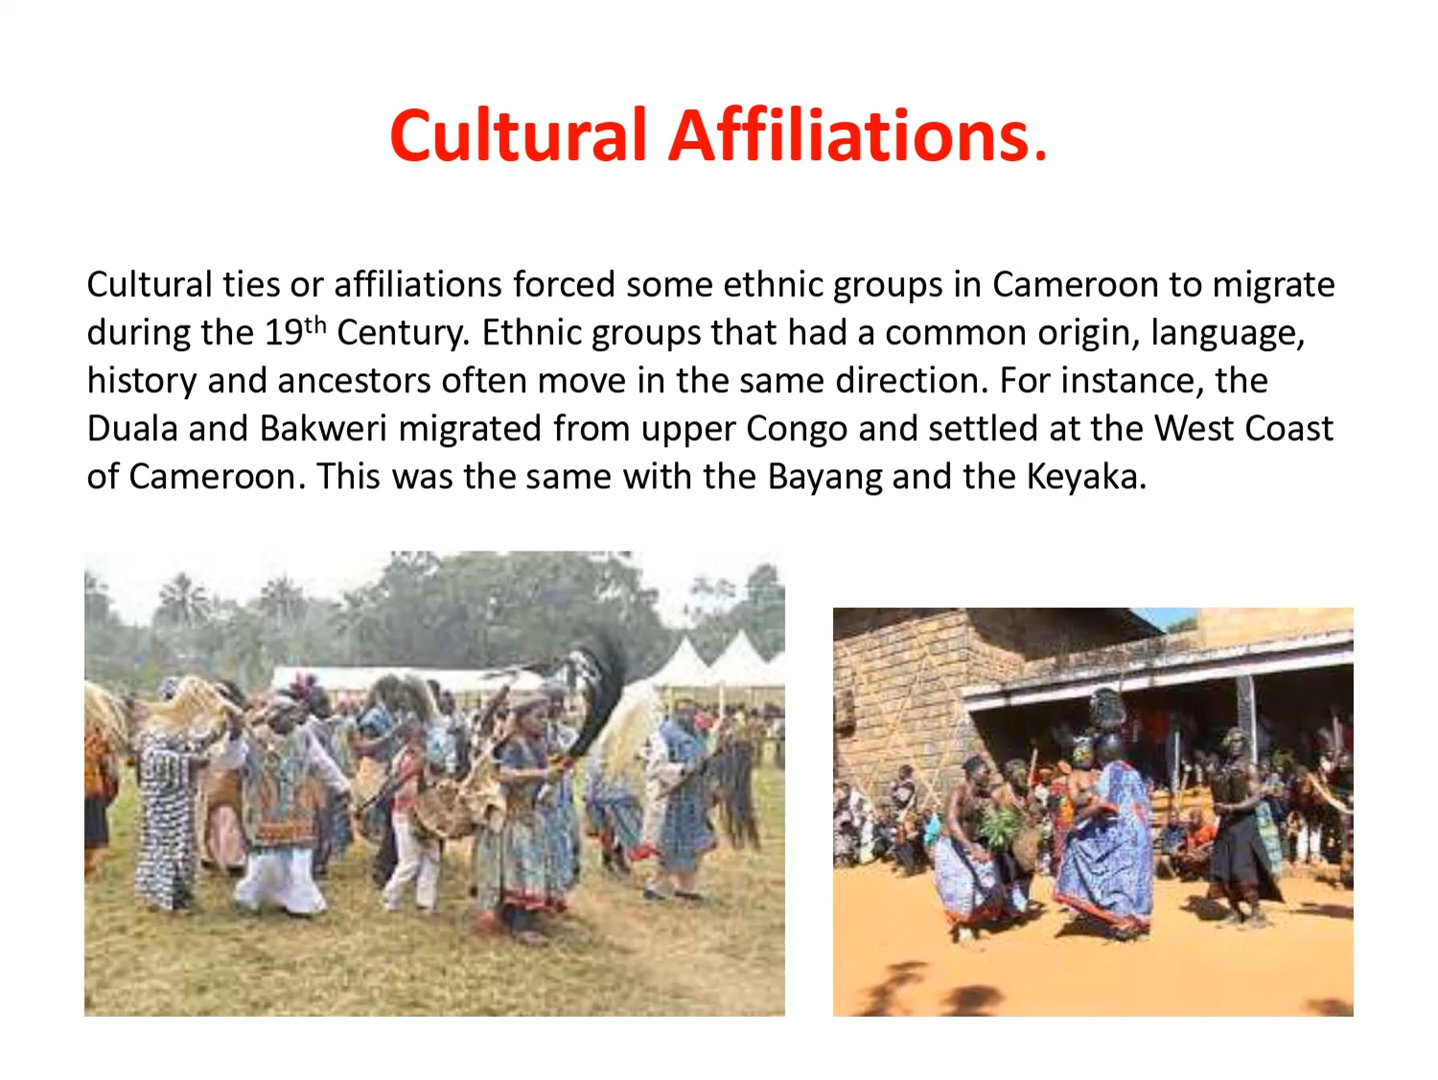 Cultural Affiliations.
Cultural ties or affiliations forced some ethnic groups in Cameroon to migrate
during the 19th Century. Ethnic groups that had a common origin, language,
history and ancestors often move in the same direction. For instance, the
Duala and Bakweri migrated from upper Congo and settled at the West Coast
of Cameroon. This was the same with the Bayang and the Keyaka.